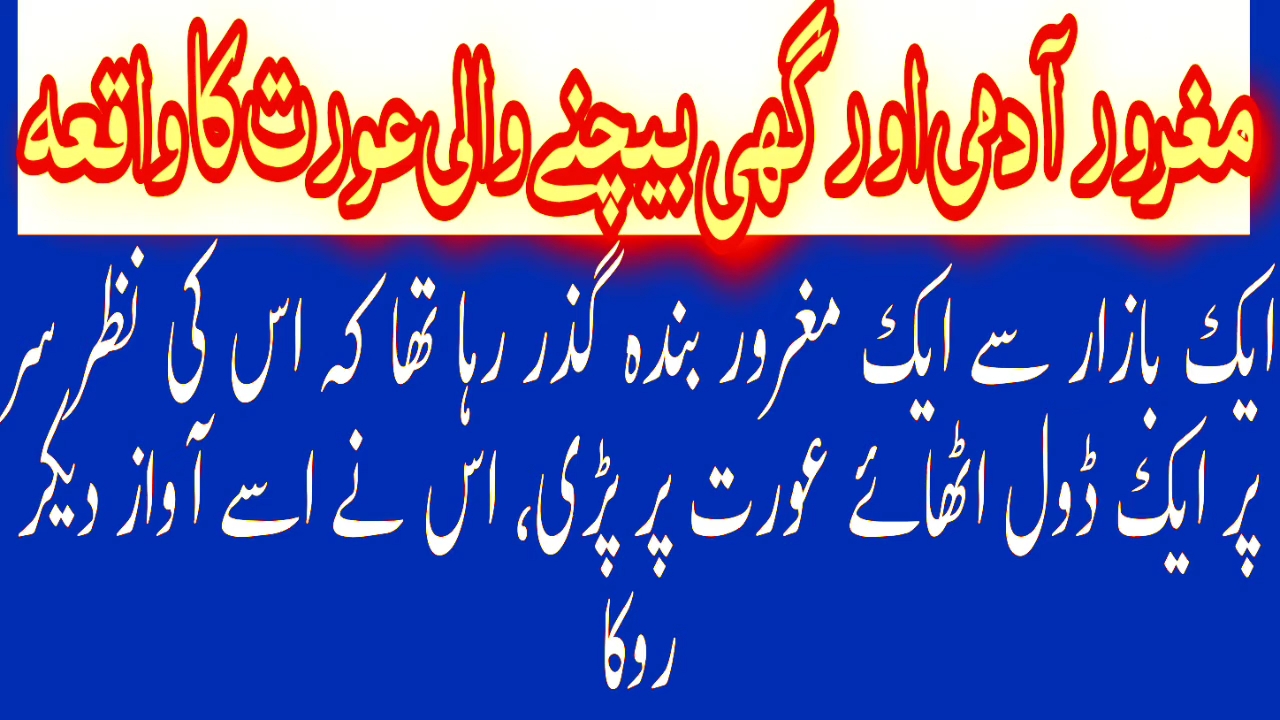 مغرور آدمی اور گھی بیچنے والی عورت کا واقعہ
ایک بازار سے ایک مغرور بندہ گذر رہا تھا کہ اس کی نظر سر
پر ایک ڈول اٹھائے عورت پر پڑی، اس نے اسے آواز دیکر
روکا